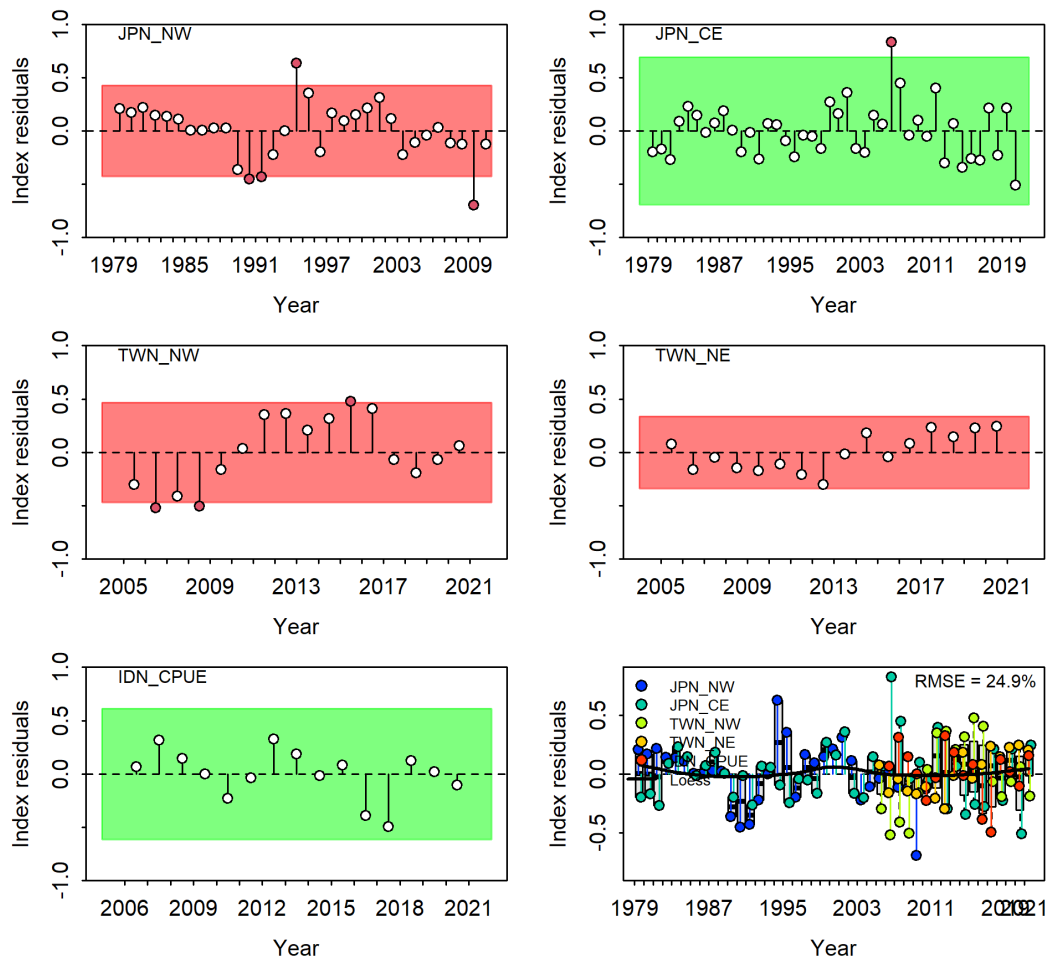 JPN_NW
Index residuals
1.0
0.5
0.0
-1.0
1979 1985 1991 1997 2003 2009
Year
JPN_CE
Index residuals
1.0
0.5
0.0
-1.0
1979 1987 1995 2003 2011 2019
Year
TWN_NW
Index residuals
1.0
0.5
0.0
-1.0
2005 2009 2013 2017 2021
Year
TWN_NE
Index residuals
1.0
0.5
0.0
-1.0
2005 2009 2013 2017 2021
Year
IDN_CPUE
Index residuals
1.0
0.5
0.0
-1.0
2006 2009 2012 2015 2018 2021
Year
RMSE = 24.9%
JPN_NW
JPN_CE
TWN_NW
TWN_NE
CPUE
Loess
Index residuals
0.5
0.0
-0.5
1979 1987 1995 2003 2011 2019 2021
Year